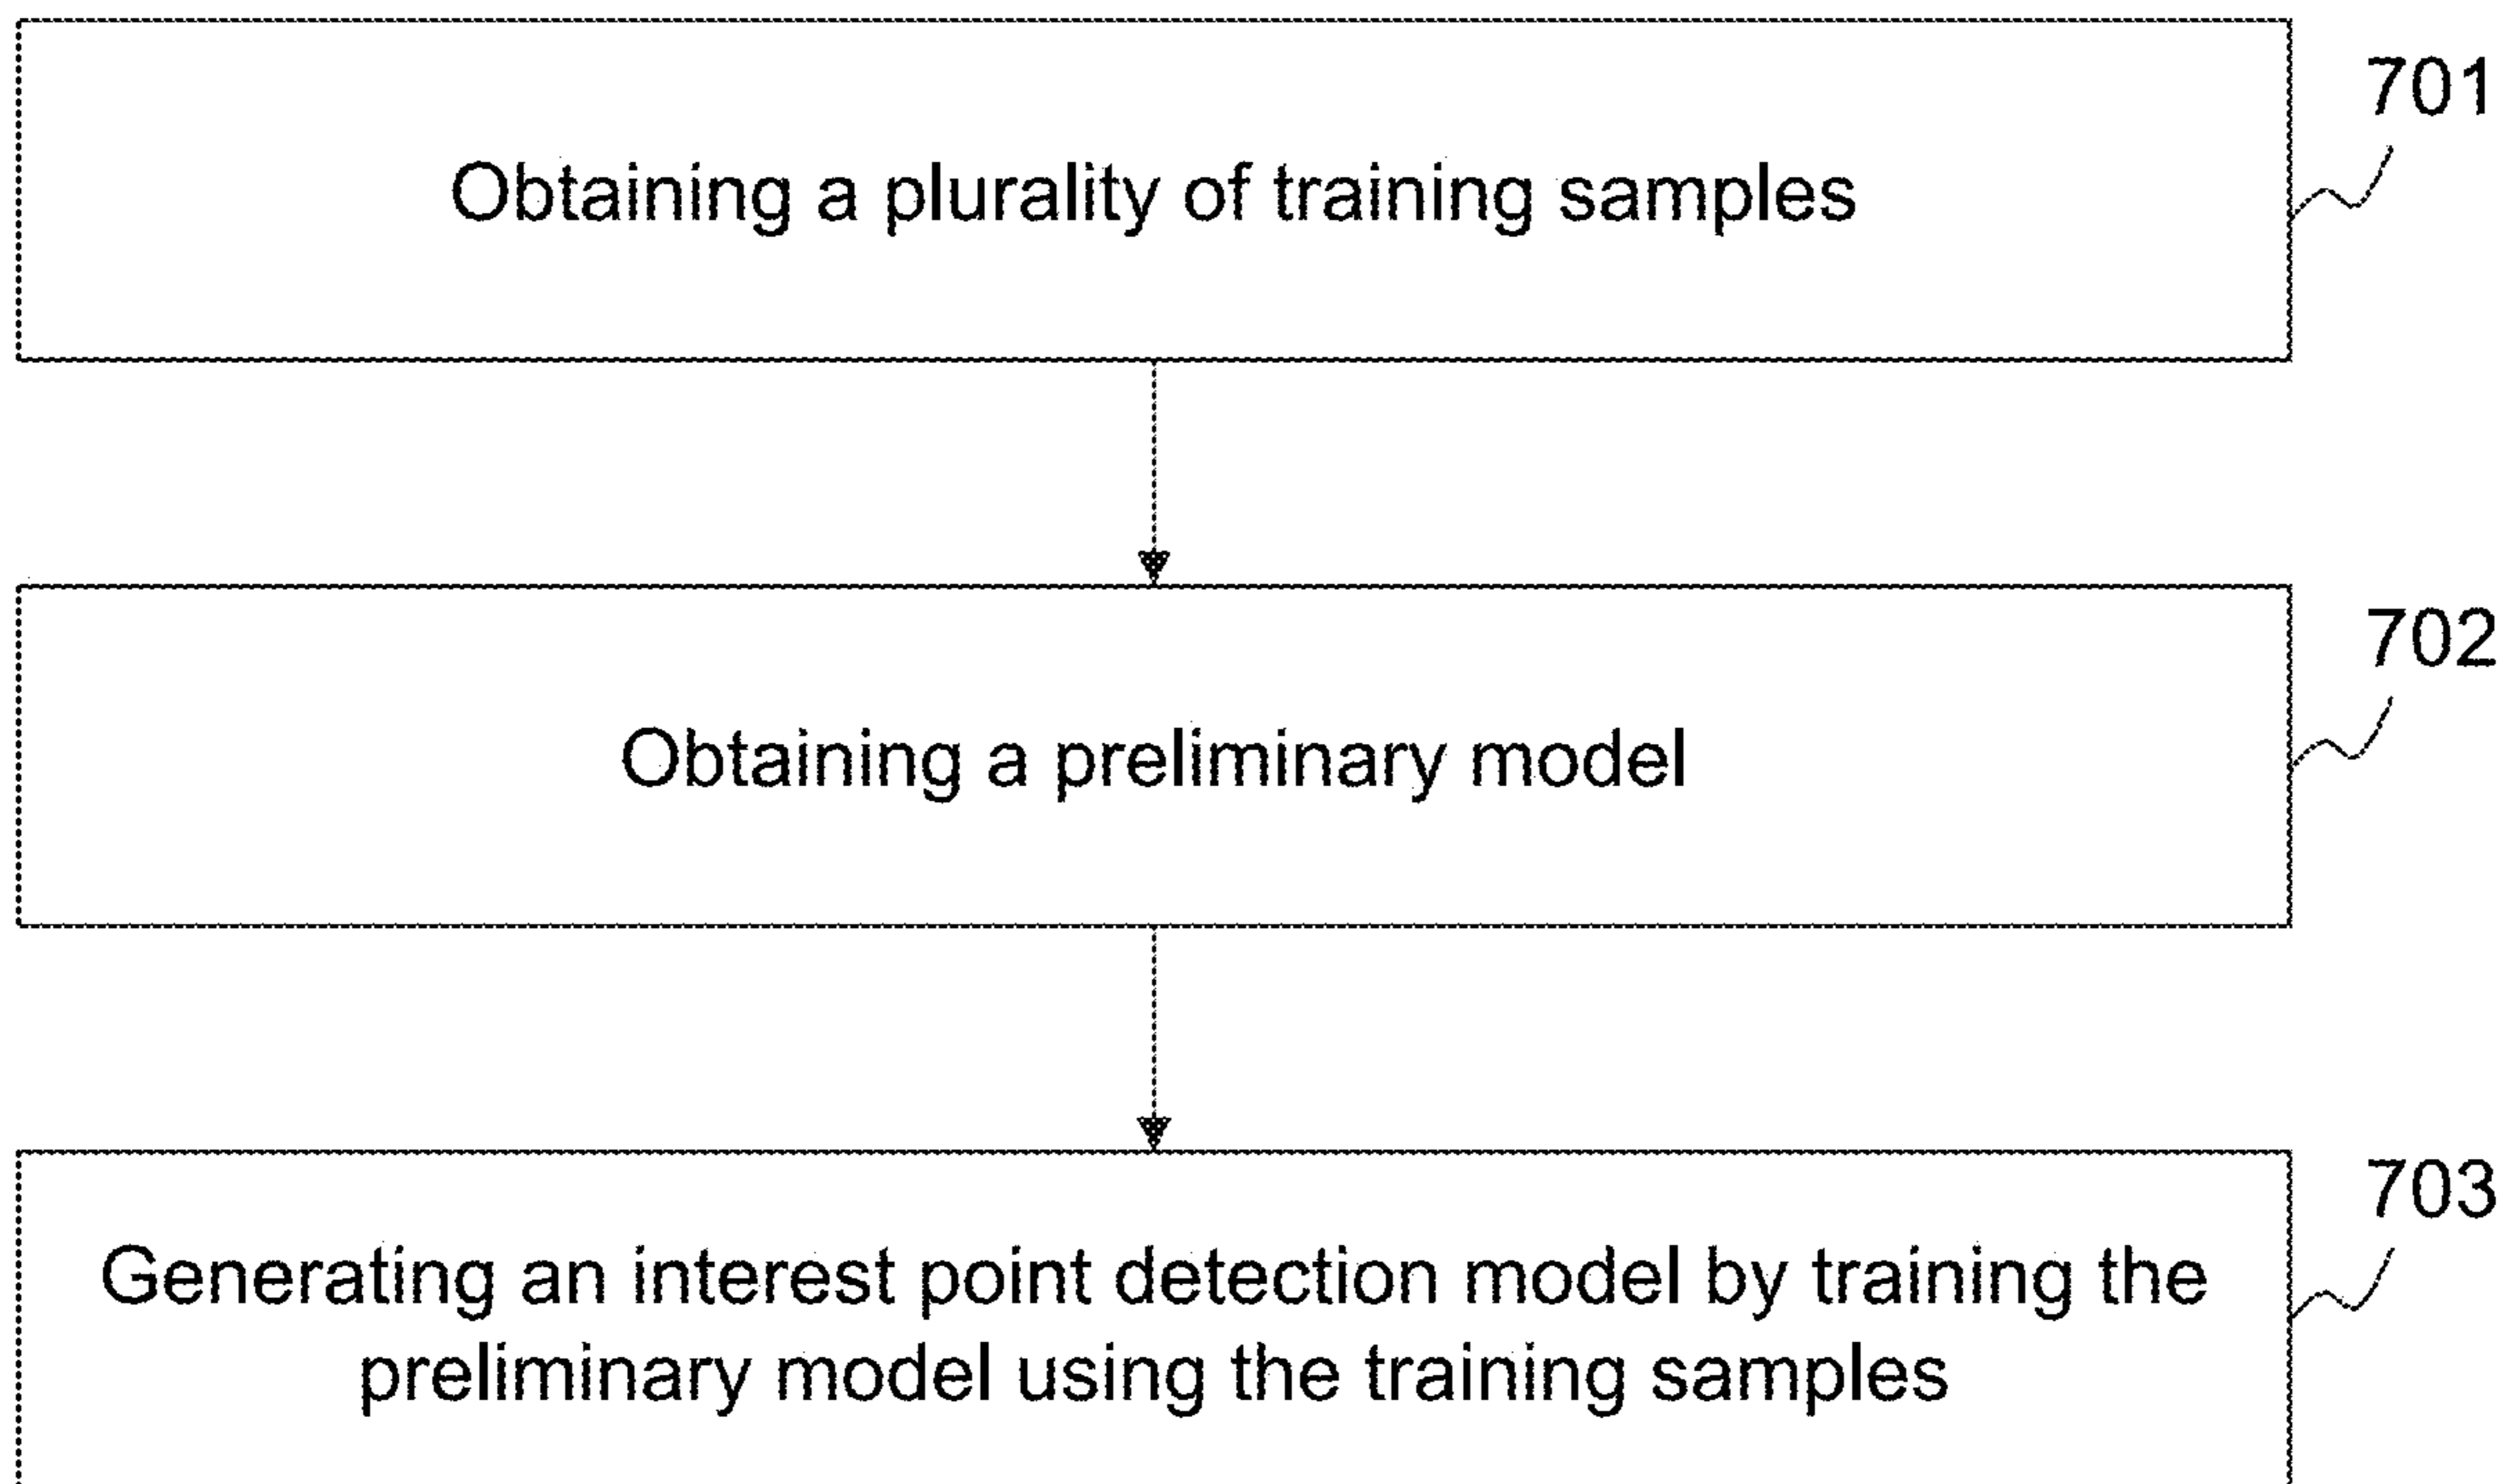 701
Obtaining a plurality of training samples
702
Obtaining a preliminary model
703
Generating an interest point detection model by training the
preliminary model using the training samples